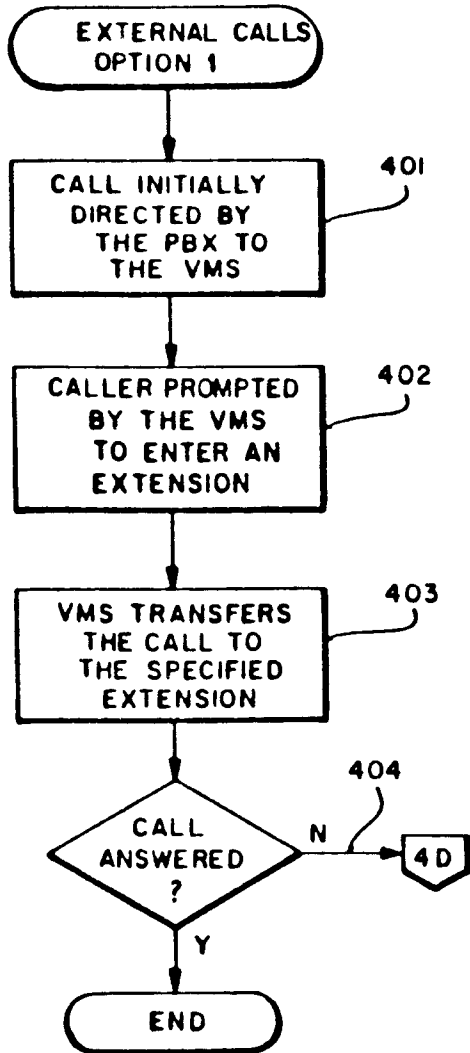 EXTERNAL CALLS
OPTION 1
401
CALL INITIALLY
DIRECTED BY
THE PBX TO
THE VMS
402
CALLER PROMPTED
BY THE VMS
TO ENTER AN
EXTENSION
403
VMS TRANSFERS
THE CALL TO
THE SPECIFIED
EXTENSION
404
CALL
ANSWERED
?
N
4D
Y
END